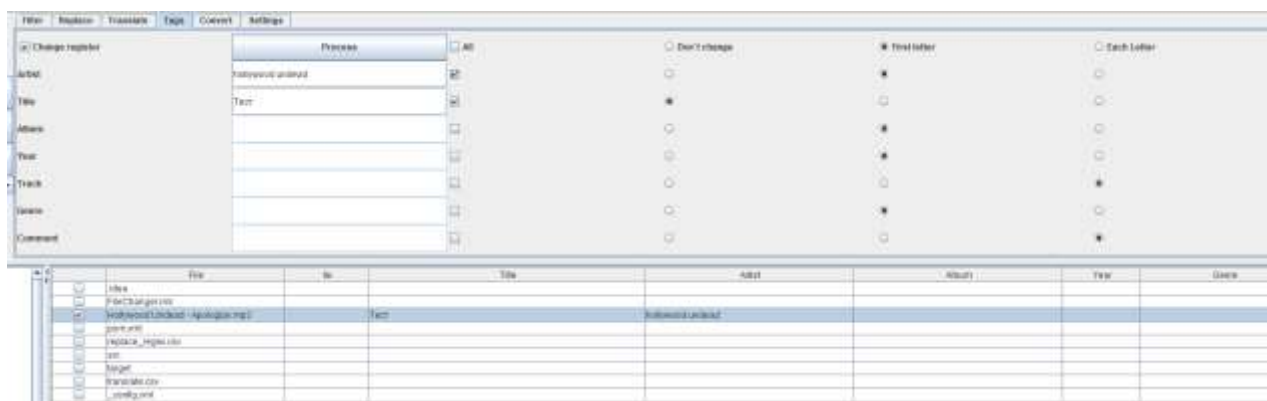 Filter Replace Translate Tags Convert Settings
Change register Process All Don't change First letter Each Letter
Artist hollywood undead
Title Тест
Album
Year
Track
Genre
Comment
File Title Artist Album Year Genre
.idea
FileChanger.iml
Hollywood Undead - Apologize.mp3 Тест hollywood undead
pom.xml
replace_regex.csv
src
target
translate.csv
_config.yml